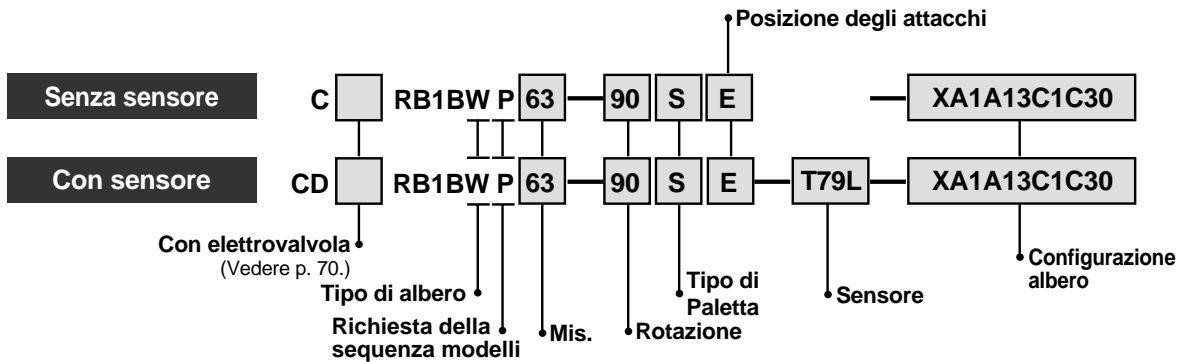 Posizione degli attacchi
Senza sensore C RB1BW P 63 90 S E XA1A13C1C30
Con sensore CD RB1BW P 63 90 S E T79L XA1A13C1C30
Con elettrovalvola
(Vedere p. 70.)
Tipo di albero
Richiesta della
sequenza modelli
Mis.
Rotazione
Tipo di
Paletta
Sensore
Configurazione
albero